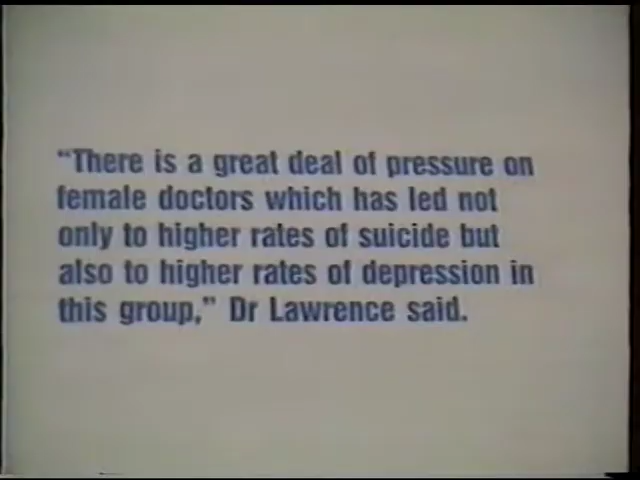 "There is a great deal of pressure on
female doctors which has led not
only to higher rates of suicide but
also to higher rates of depression in
this group," Dr Lawrence said.